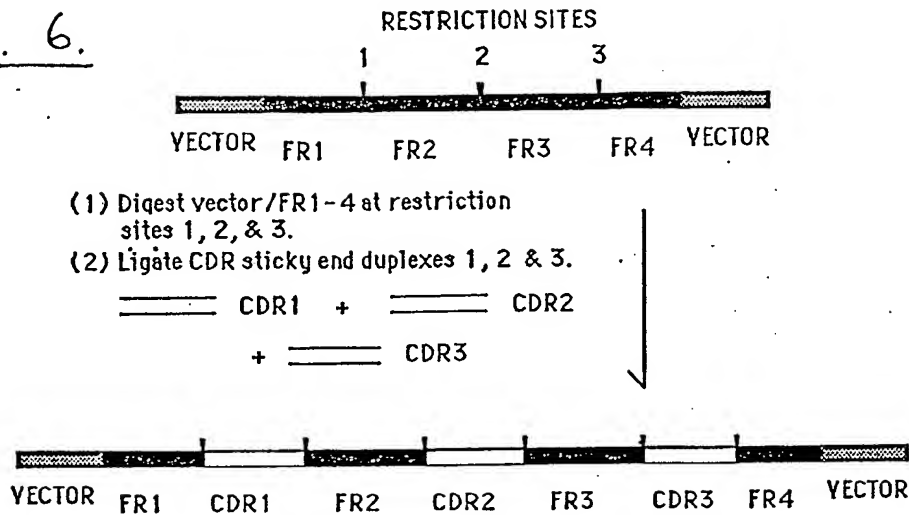 . 6.
RESTRICTION SITES
1 2 3
VECTOR FR1 FR2 FR3 FR4 VECTOR
(1) Digest vector/FR1-4 at restriction
sites 1, 2, & 3.
(2) Ligate CDR sticky end duplexes 1, 2 & 3.
CDR1 + CDR2
+ CDR3
VECTOR FR1 CDR1 FR2 CDR2 FR3 CDR3 FR4 VECTOR